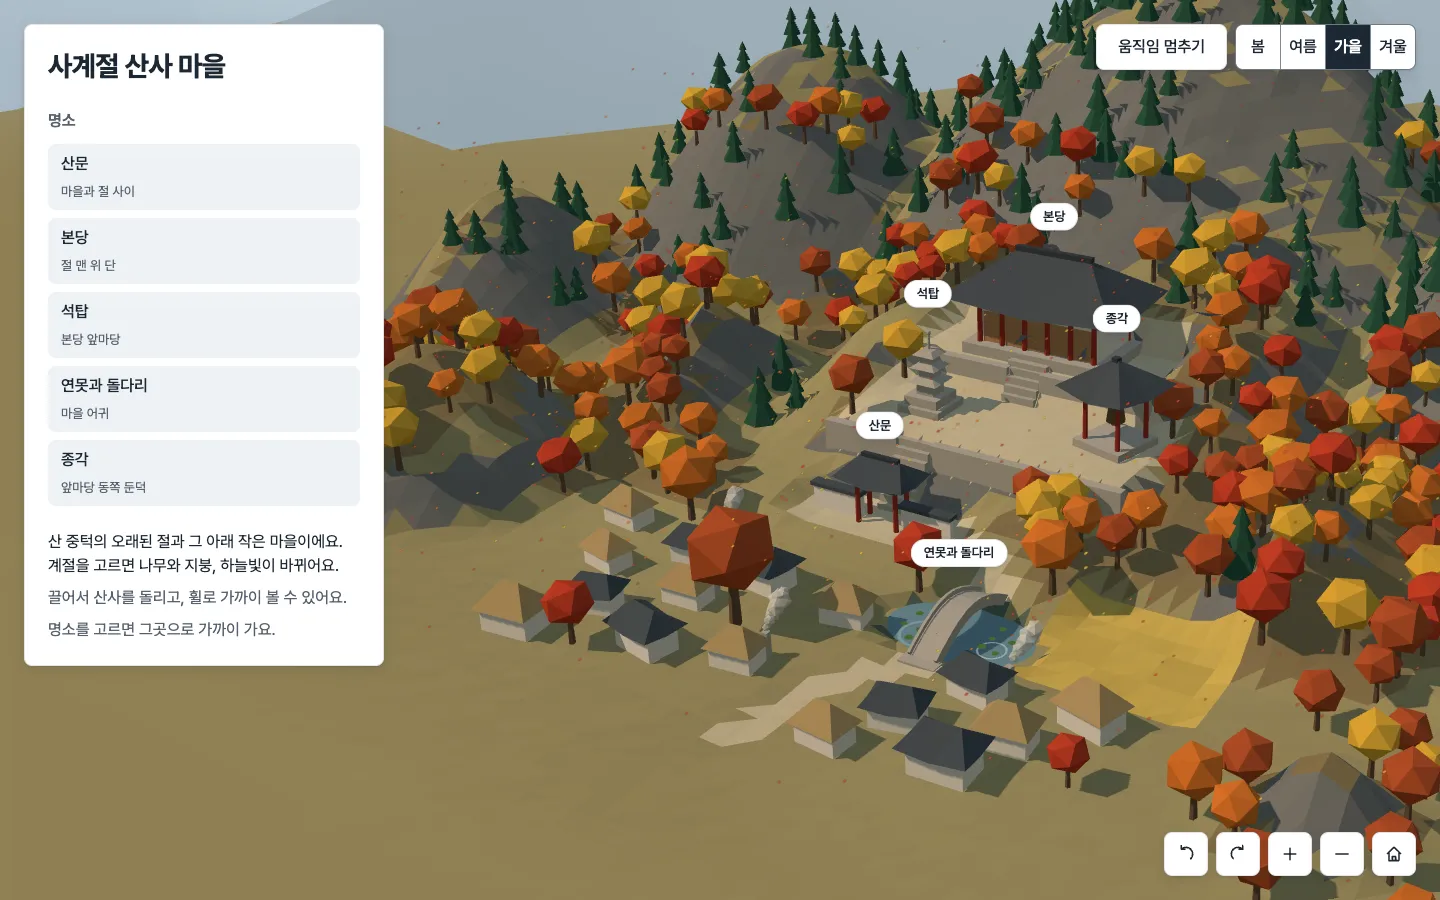 사계절 산사 마을
명소
산문
마을과 절 사이
본당
절 맨 위 단
석탑
본당 앞마당
연못과 돌다리
마을 어귀
종각
앞마당 동쪽 둔덕
산 중턱의 오래된 절과 그 아래 작은 마을이에요.
계절을 고르면 나무와 지붕, 하늘빛이 바뀌어요.
끌어서 산사를 돌리고, 휠로 가까이 볼 수 있어요.
명소를 고르면 그곳으로 가까이 가요.
움직임 멈추기
봄 여름 가을 겨울
본당
석탑
종각
산문
연못과 돌다리